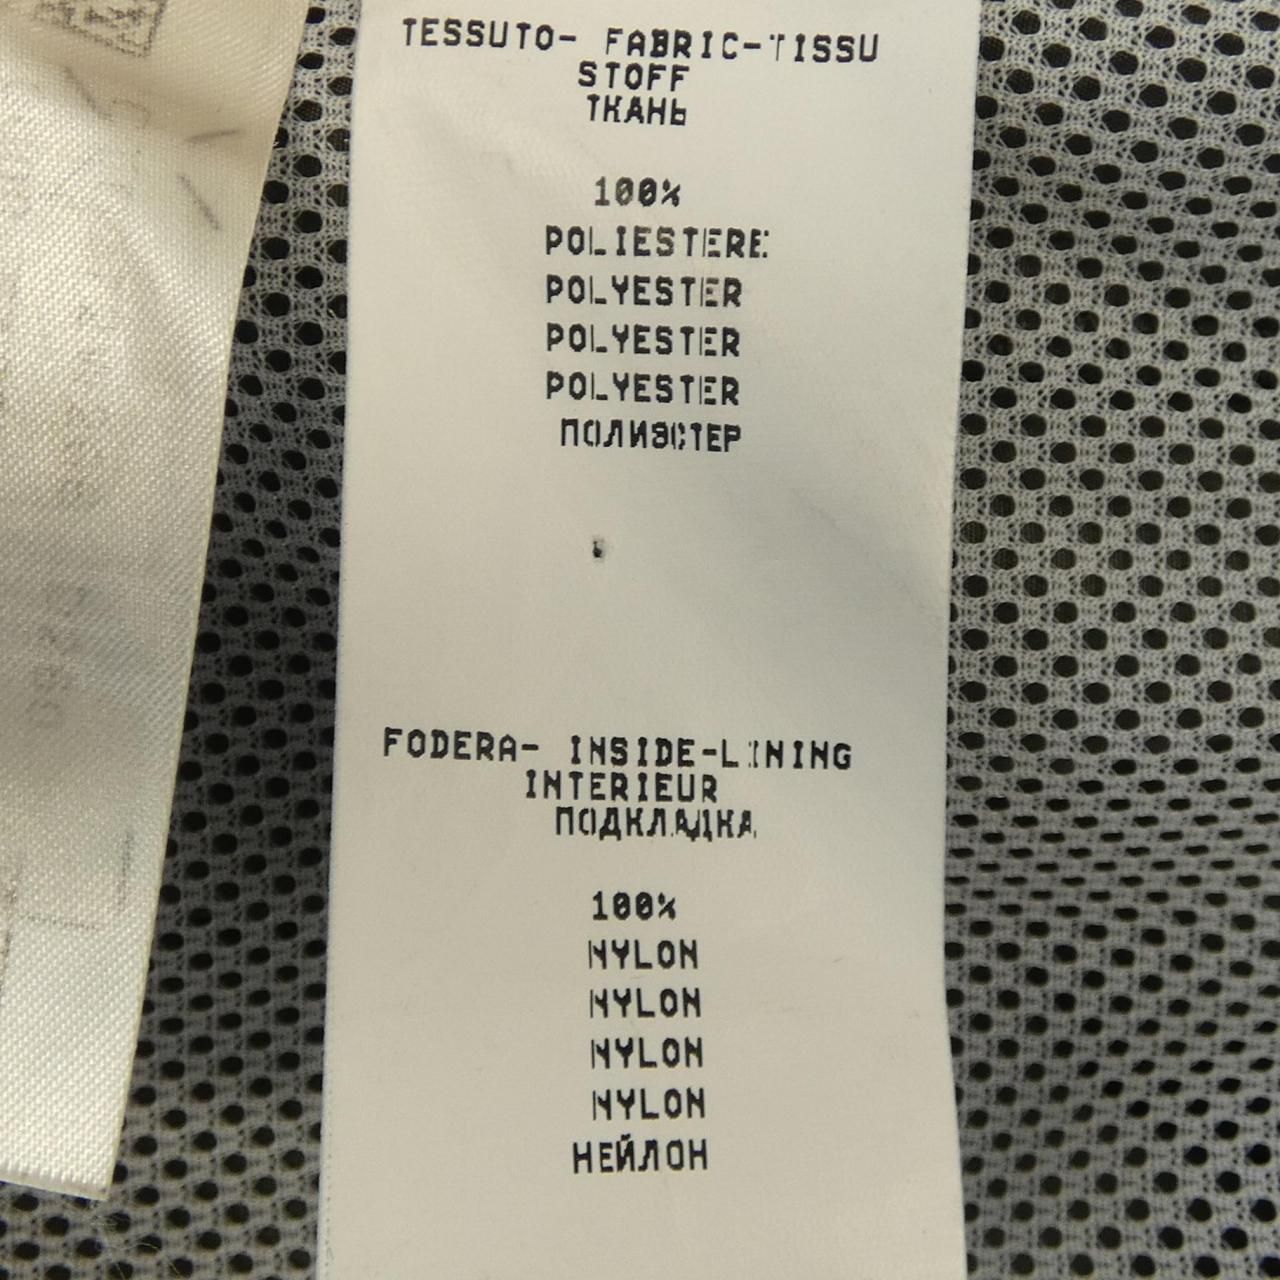 TESSUTO- FABRIC-TISSU
STOFF
ТКАНЬ
100%
POLIESTERE
POLYESTER
POLYESTER
POLYESTER
ПОЛИЭСТЕР
FODERA- INSIDE-LINING
INTERIEUR
ПОДКЛАДКА
100%
NYLON
NYLON
NYLON
NYLON
НЕЙЛОН